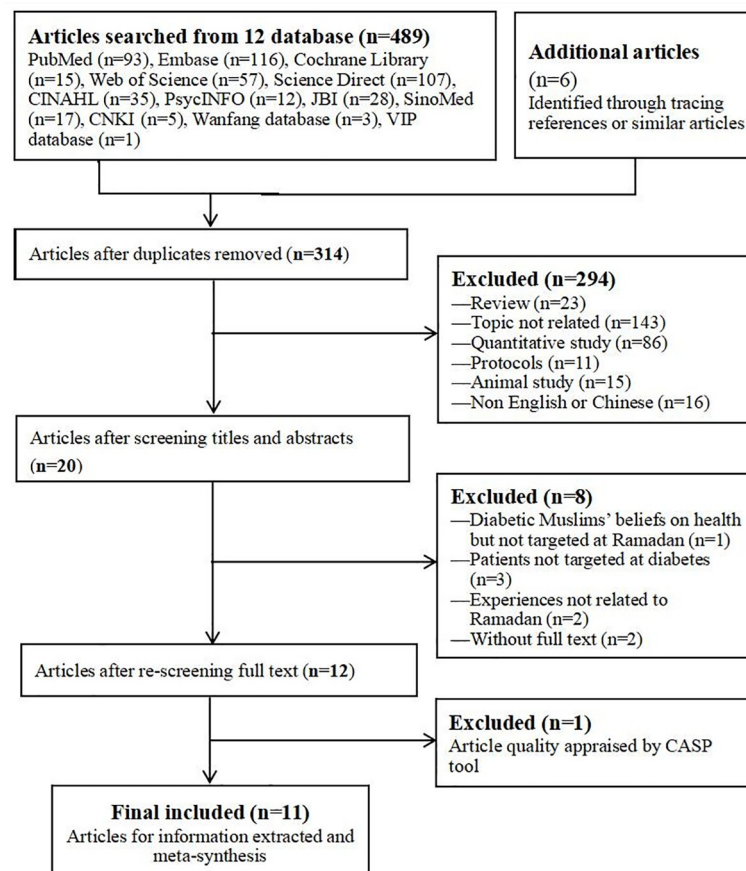 Articles searched from 12 database (n=489)
PubMed (n=93), Embase (n=116), Cochrane Library
(n=15), Web of Science (n=57), Science Direct (n=107),
CINAHL (n=35), PsycINFO (n=12), JBI (n=28), SinoMed
(n=17), CNKI (n=5), Wanfang database (n=3), VIP
database (n=1)
Additional articles
(n=6)
Identified through tracing
references or similar articles
Articles after duplicates removed (n=314)
Excluded (n=294)
—Review (n=23)
—Topic not related (n=143)
—Quantitative study (n=86)
—Protocols (n=11)
—Animal study (n=15)
—Non English or Chinese (n=16)
Articles after screening titles and abstracts
(n=20)
Excluded (n=8)
—Diabetic Muslims’ beliefs on health
but not targeted at Ramadan (n=1)
—Patients not targeted at diabetes
(n=3)
—Experiences not related to
Ramadan (n=2)
—Without full text (n=2)
Articles after re-screening full text (n=12)
Excluded (n=1)
Article quality appraised by CASP
tool
Final included (n=11)
Articles for information extracted and
meta-synthesis